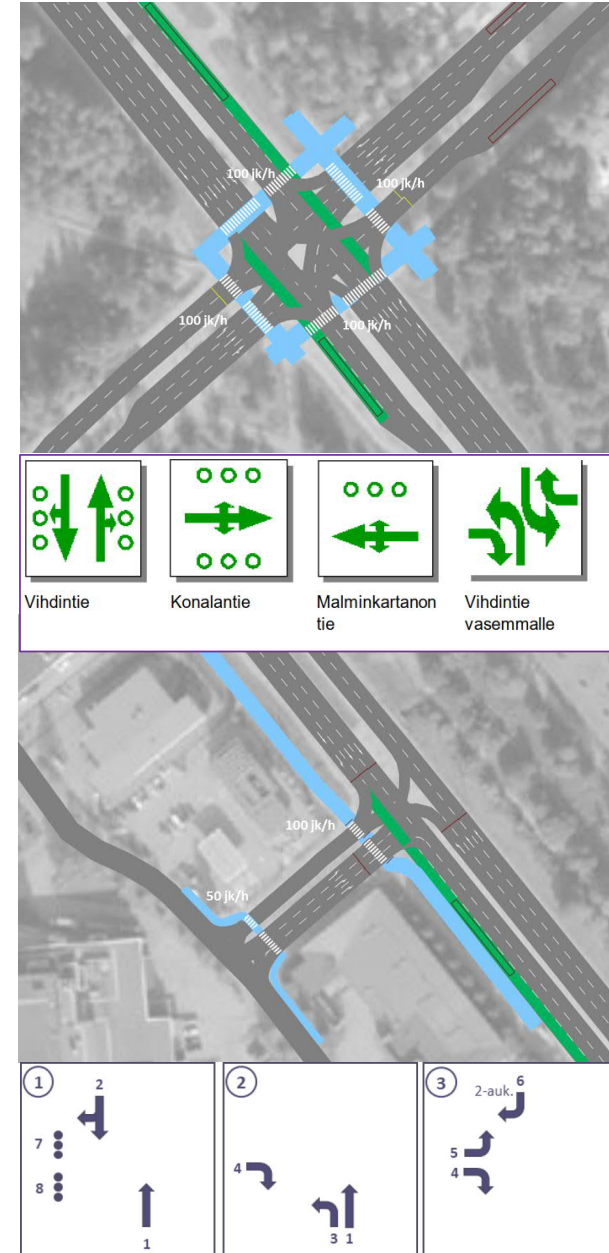 100 jk/h
100 jk/h
100 jk/h
100 jk/h
Vihdintie
Konalantie
Malminkartanon
tie
Vihdintie
vasemmalle
100 jk/h
50 jk/h
1
2
7
8
1
2
4
3
1
3
2-auk.
6
5
4